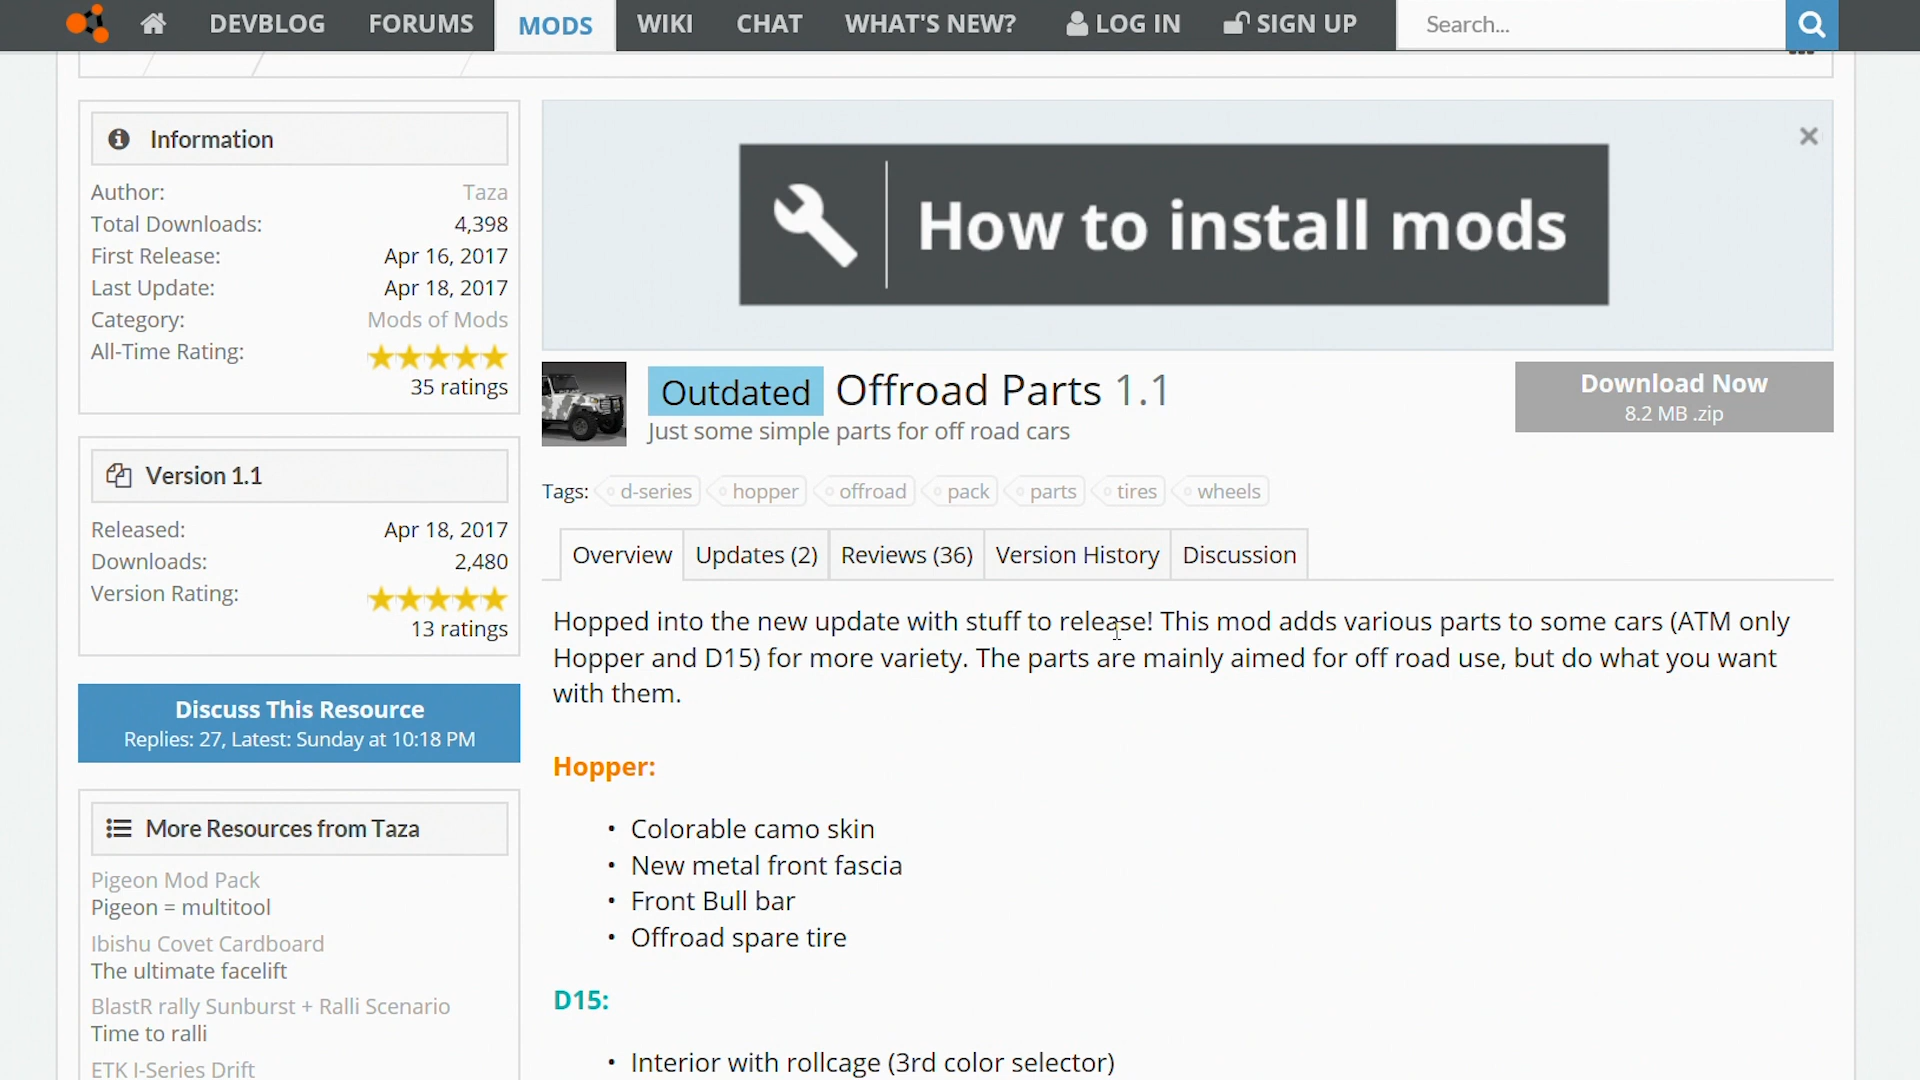 DEVBLOG FORUMS MODS WIKI CHAT WHAT'S NEW? LOG IN SIGN UP Search...
Information
Author: Taza
Total Downloads: 4,398
First Release: Apr 16, 2017
Last Update: Apr 18, 2017
Category: Mods of Mods
All-Time Rating:
35 ratings
Version 1.1
Released: Apr 18, 2017
Downloads: 2,480
Version Rating:
13 ratings
Discuss This Resource
Replies: 27, Latest: Sunday at 10:18 PM
More Resources from Taza
Pigeon Mod Pack
Pigeon = multitool
Ibishu Covet Cardboard
The ultimate facelift
BlastR rally Sunburst + Ralli Scenario
Time to ralli
ETK I-Series Drift
How to install mods
Outdated Offroad Parts 1.1
Just some simple parts for off road cars
Download Now
8.2 MB .zip
Tags: d-series hopper offroad pack parts tires wheels
Overview Updates (2) Reviews (36) Version History Discussion
Hopped into the new update with stuff to release! This mod adds various parts to some cars (ATM only
Hopper and D15) for more variety. The parts are mainly aimed for off road use, but do what you want
with them.
Hopper:
• Colorable camo skin
• New metal front fascia
• Front Bull bar
• Offroad spare tire
D15:
• Interior with rollcage (3rd color selector)